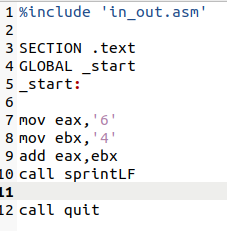 1 %include 'in_out.asm'
2
3 SECTION .text
4 GLOBAL _start
5 _start:
6
7 mov eax,'6'
8 mov ebx,'4'
9 add eax,ebx
10 call sprintLF
11
12 call quit